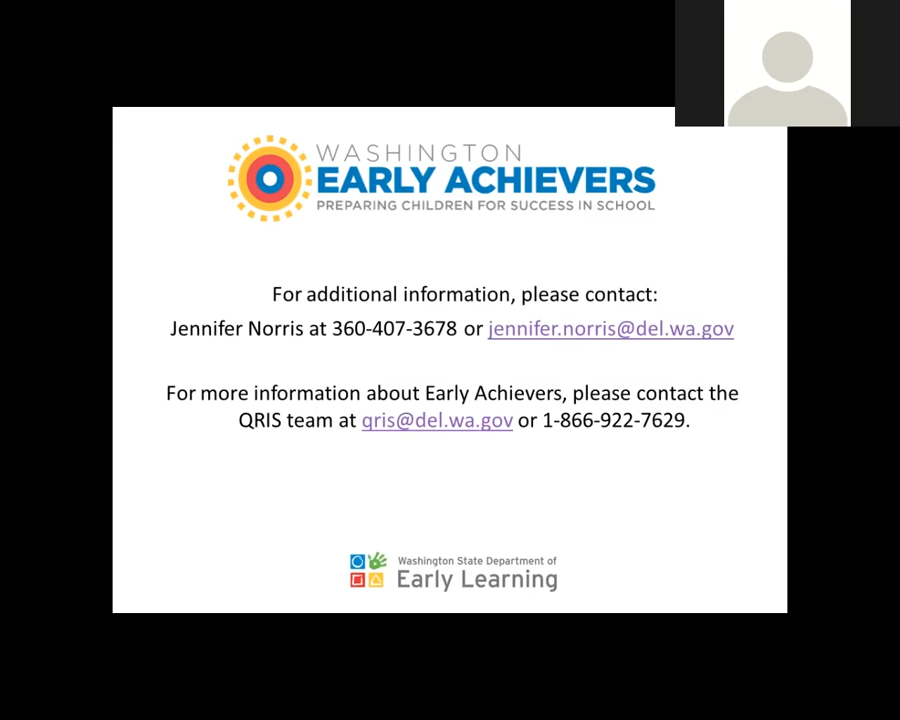 WASHINGTON
EARLY ACHIEVERS
PREPARING CHILDREN FOR SUCCESS IN SCHOOL
For additional information, please contact:
Jennifer Norris at 360-407-3678 or jennifer.norris@del.wa.gov
For more information about Early Achievers, please contact the
QRIS team at qris@del.wa.gov or 1-866-922-7629.
Washington State Department of
Early Learning